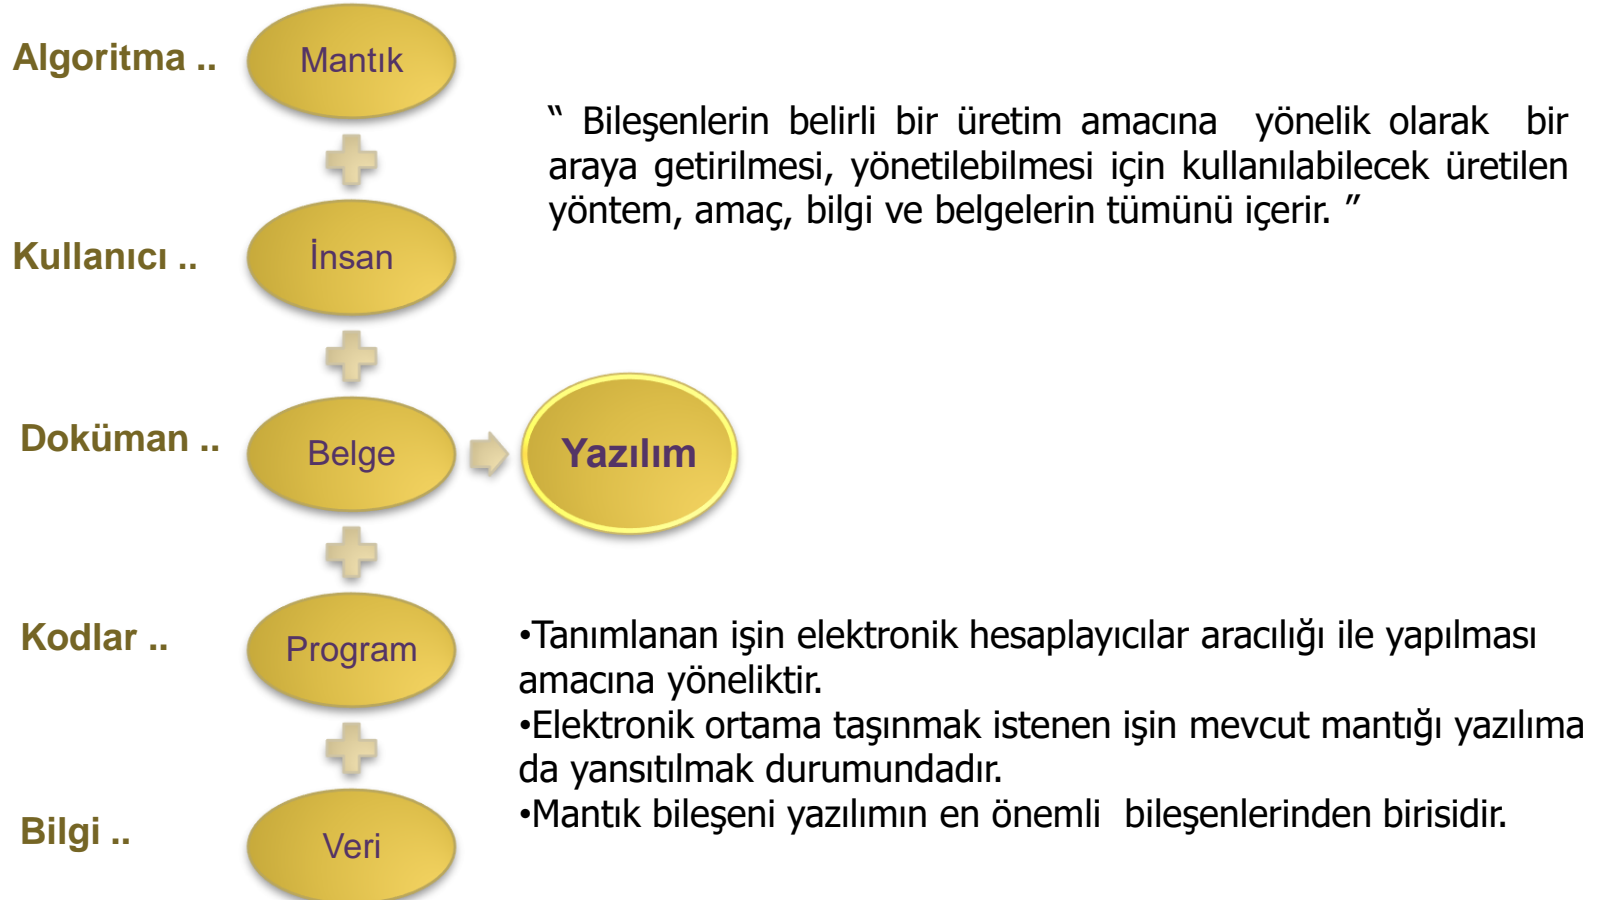 Algoritma ..
Mantık
“ Bileşenlerin belirli bir üretim amacına yönelik olarak bir
araya getirilmesi, yönetilebilmesi için kullanılabilecek üretilen
yöntem, amaç, bilgi ve belgelerin tümünü içerir. ”
Kullanıcı ..
İnsan
Doküman ..
Belge
Yazılım
Kodlar ..
Program
•Tanımlanan işin elektronik hesaplayıcılar aracılığı ile yapılması
amacına yöneliktir.
•Elektronik ortama taşınmak istenen işin mevcut mantığı yazılıma
da yansıtılmak durumundadır.
•Mantık bileşeni yazılımın en önemli bileşenlerinden birisidir.
Bilgi ..
Veri